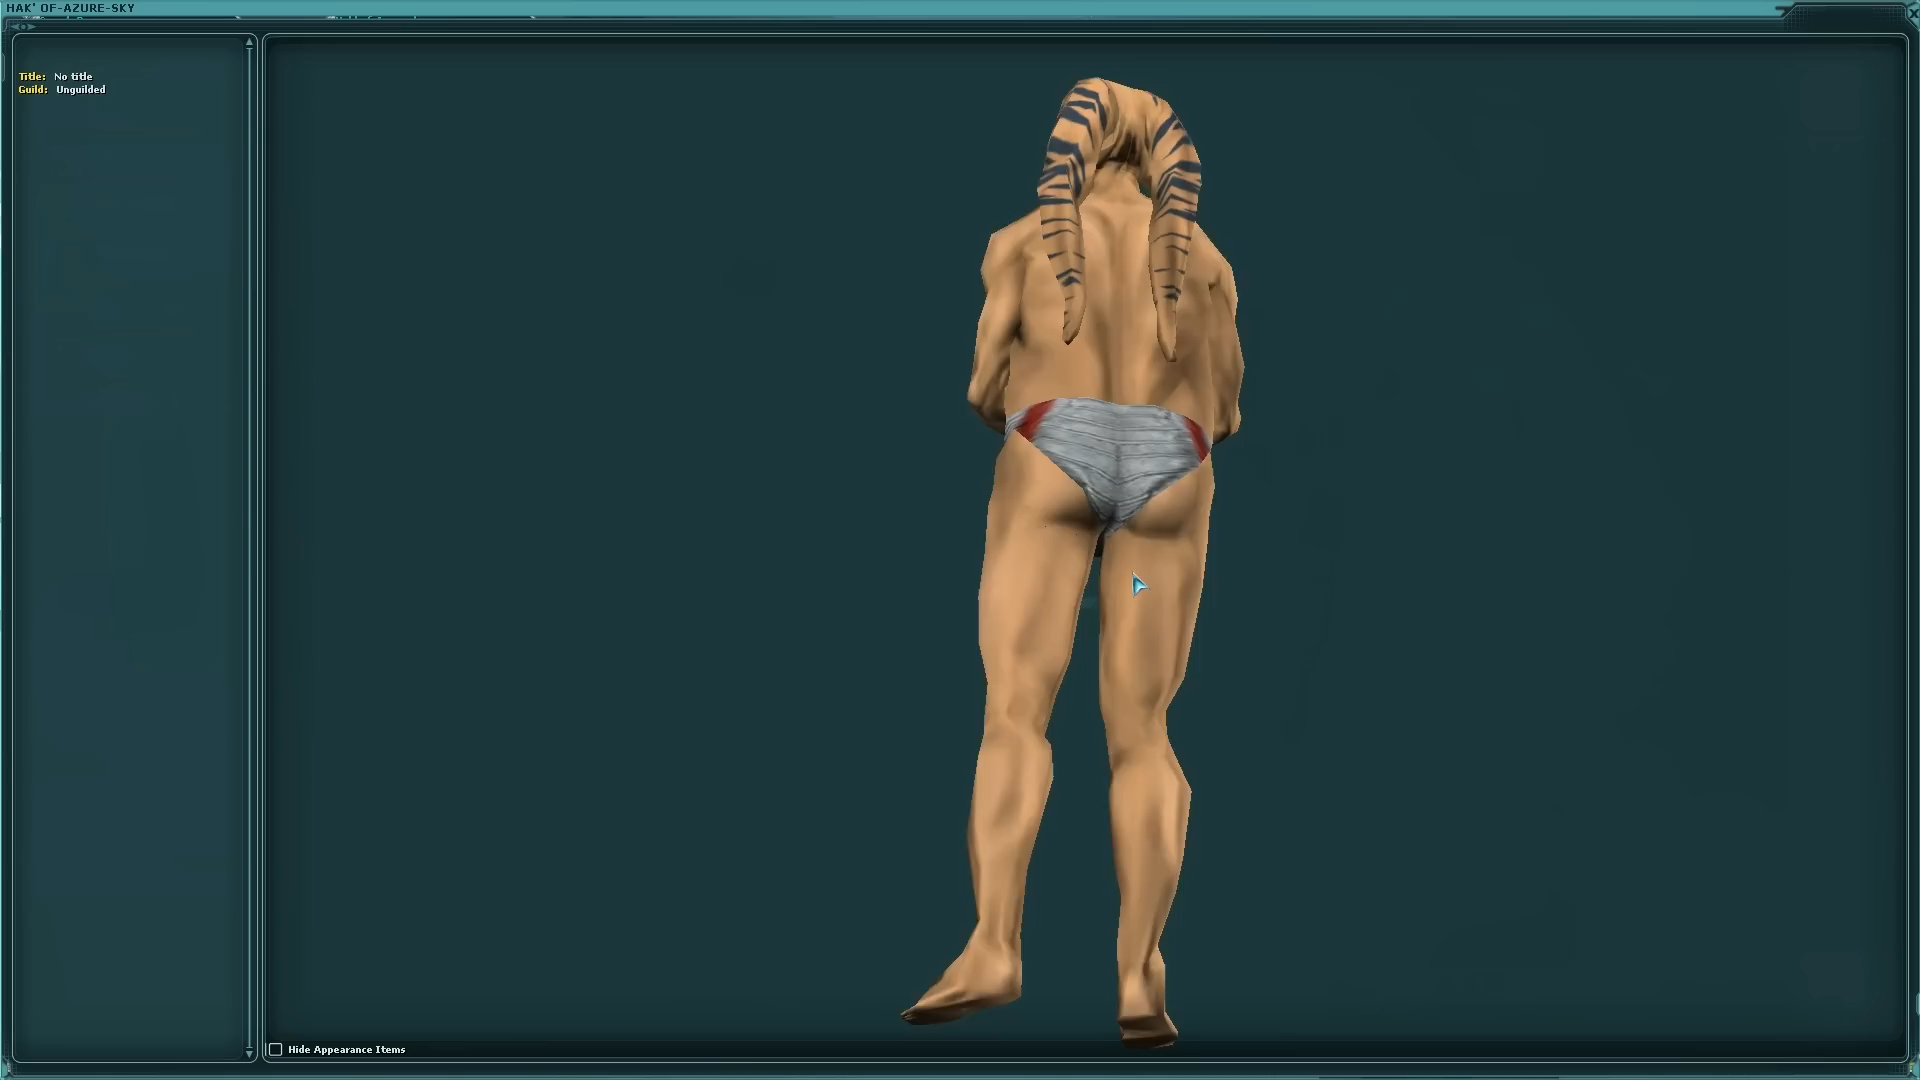 HAK' OF-AZURE-SKY
Title: No title
Guild: Unguilded
Hide Appearance Items